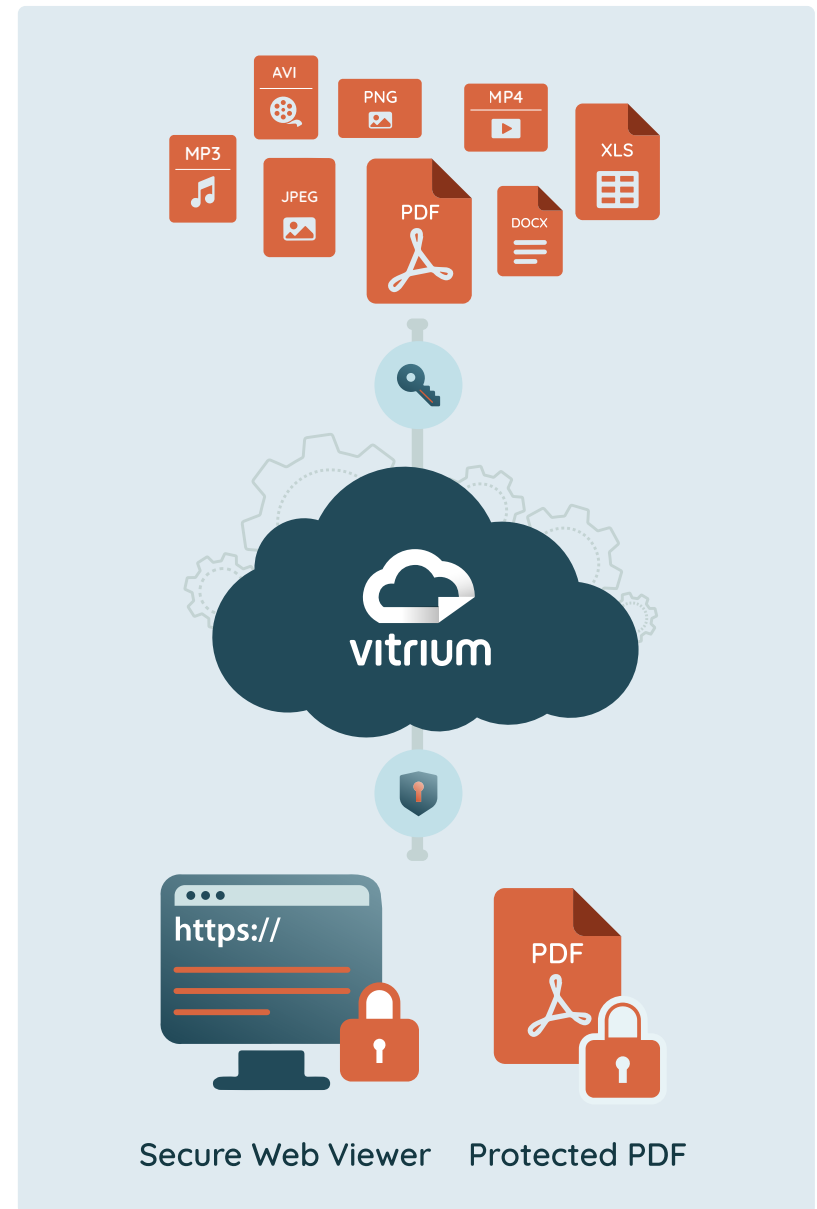 AVI
PNG
MP4
MP3
XLS
JPEG
PDF
DOCX
vitrium
https://
PDF
Secure Web Viewer
Protected PDF